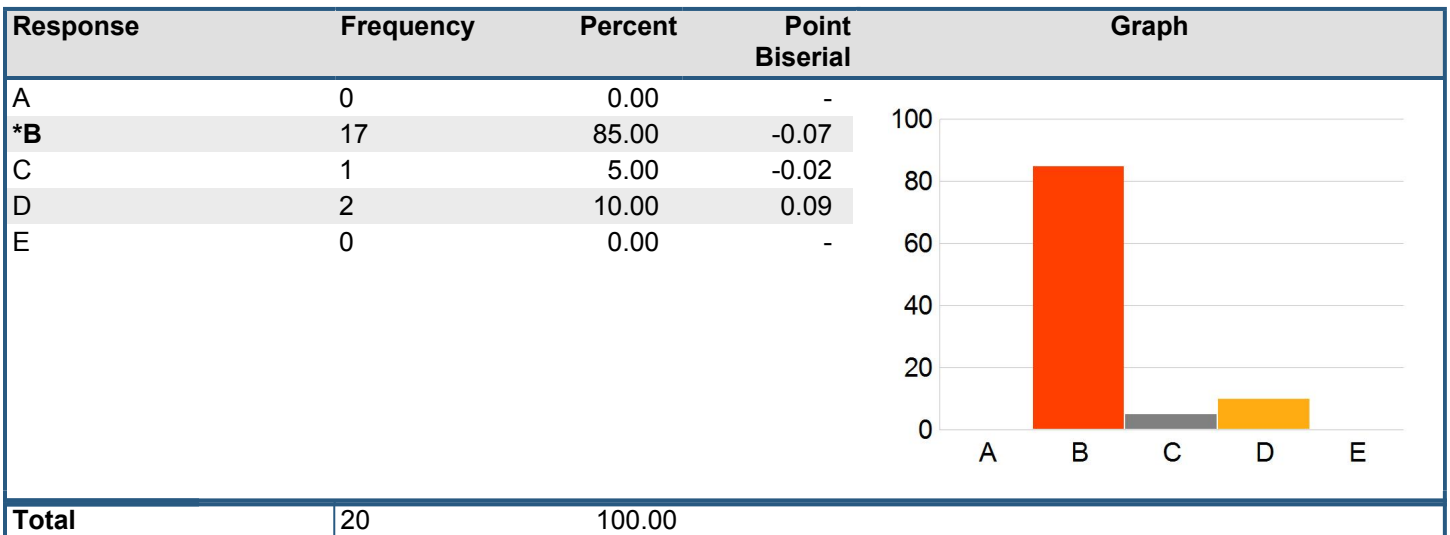 Response Frequency Percent Point Biserial Graph
A 0 0.00 -
*B 17 85.00 -0.07
C 1 5.00 -0.02
D 2 10.00 0.09
E 0 0.00 -
100
80
60
40
20
0
A B C D E
Total 20 100.00